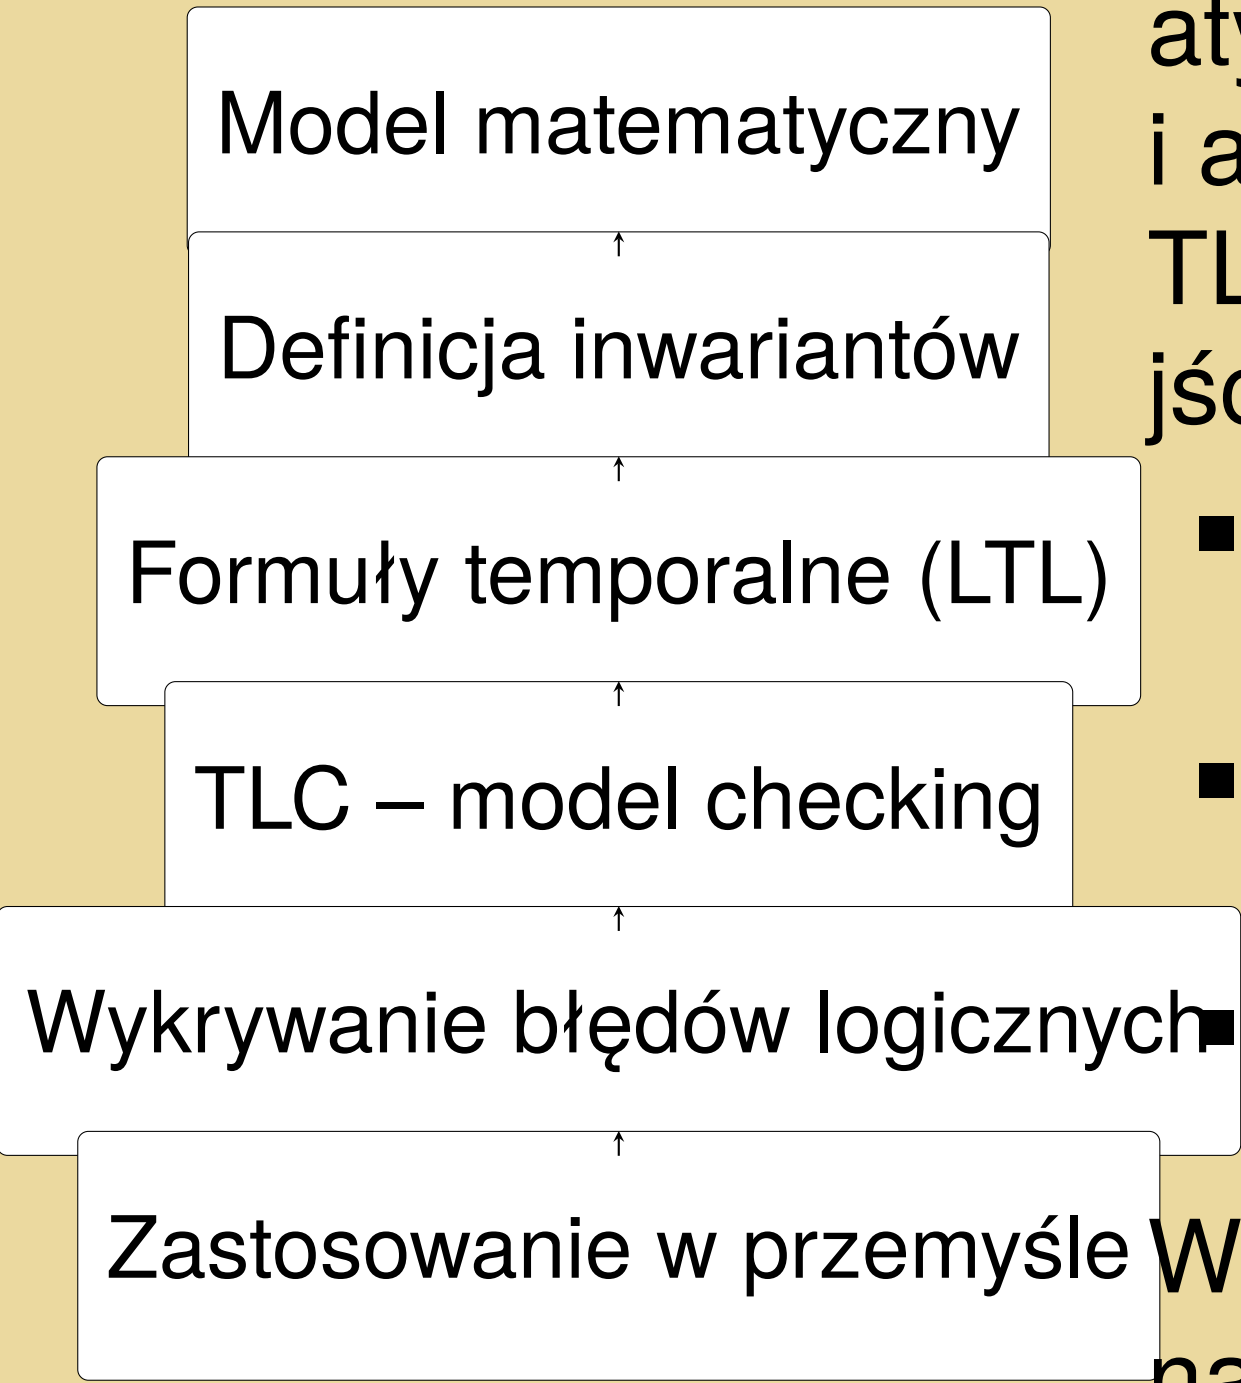 Model matematyczny
Definicja inwariantów
Formuły temporalne (LTL)
TLC – model checking
Wykrywanie błędów logicznych
Zastosowanie w przemyśle